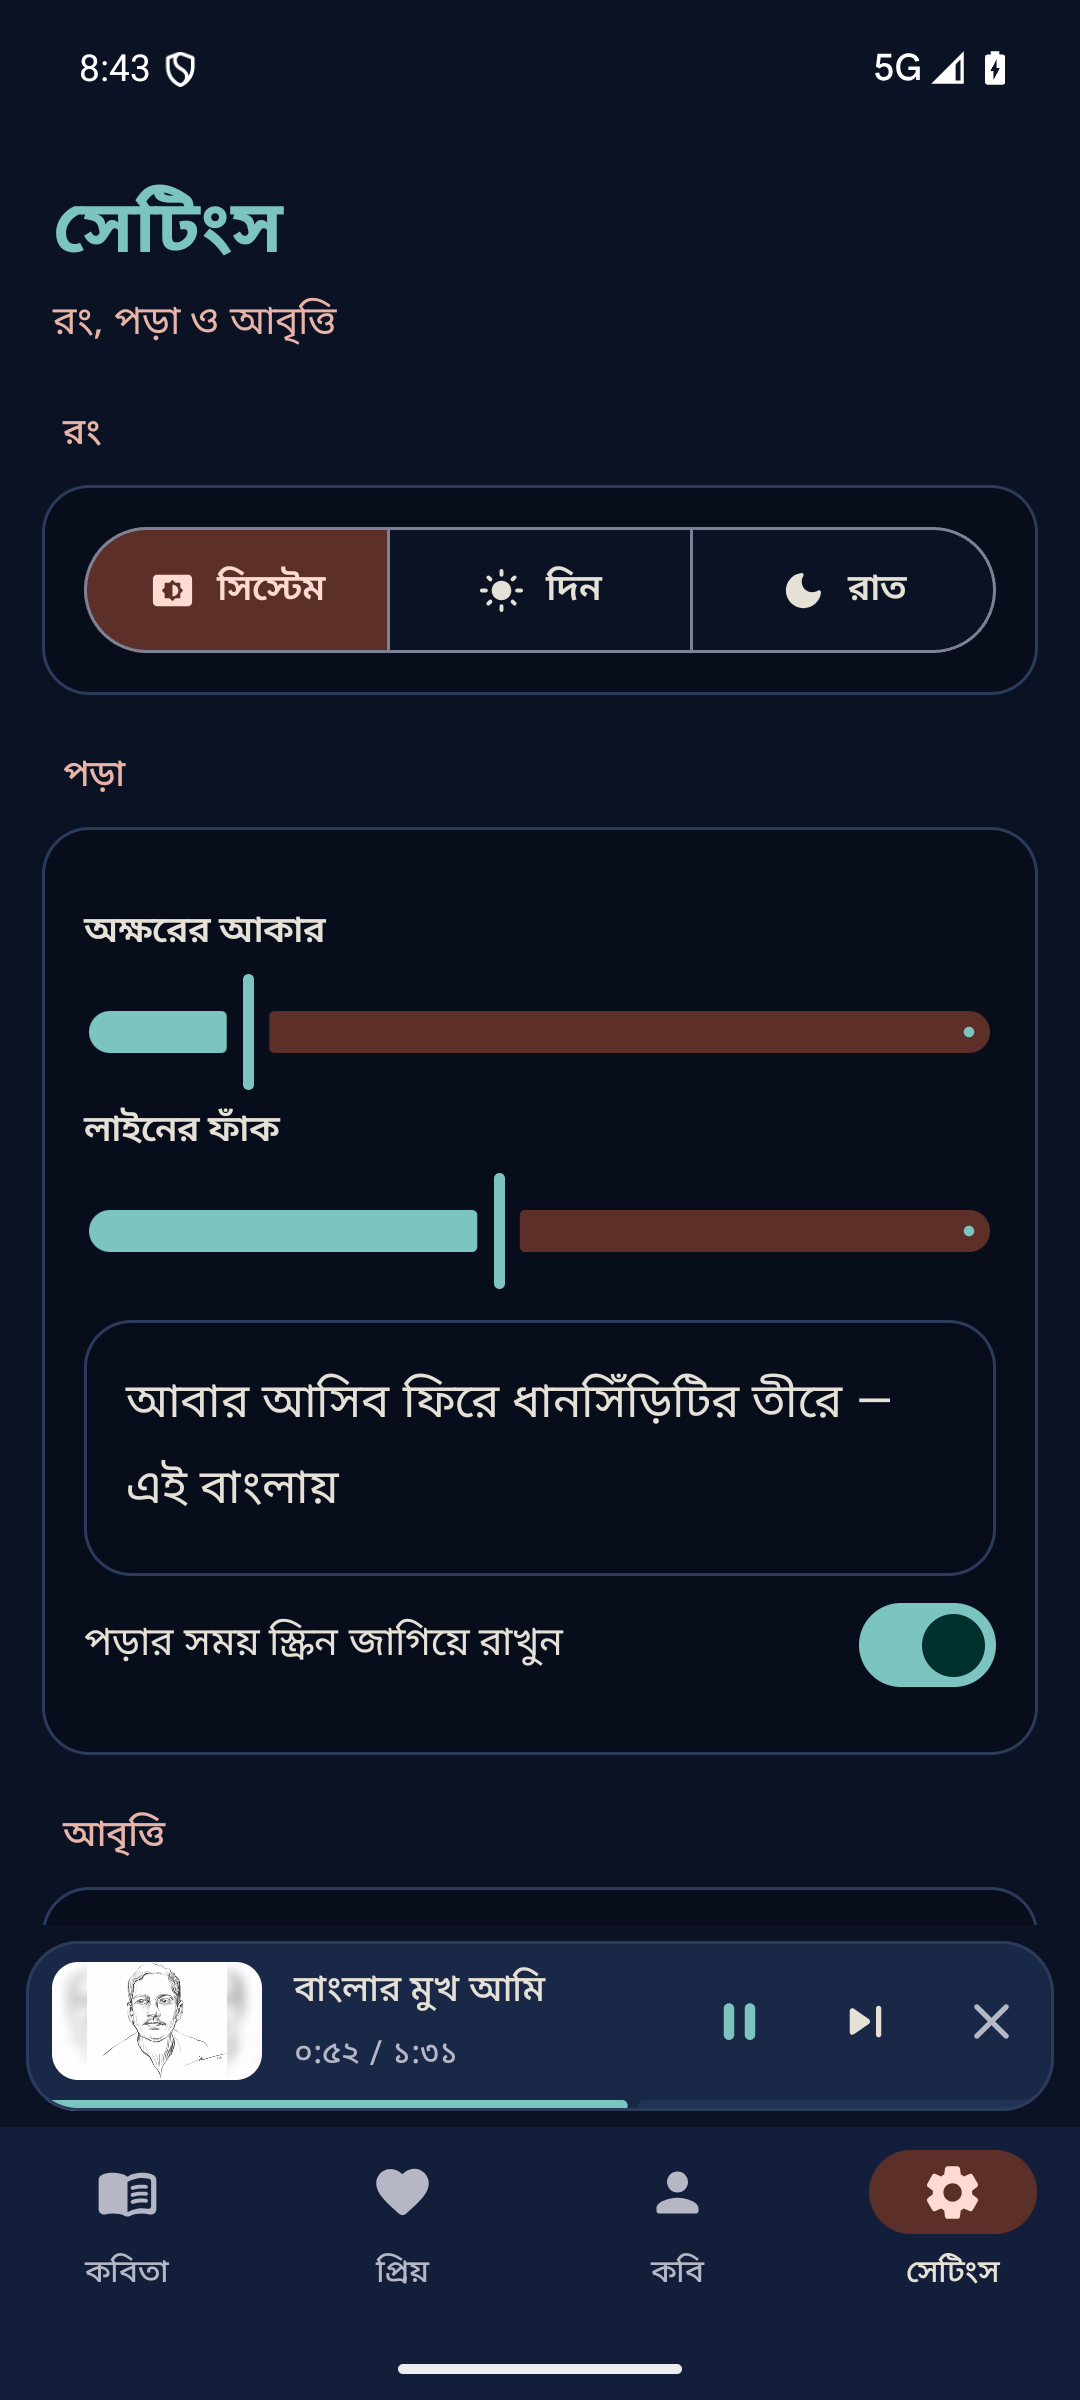 8:43
5G
সেটিংস
রং, পড়া ও আবৃত্তি
রং
সিস্টেম
দিন
রাত
পড়া
অক্ষরের আকার
লাইনের ফাঁক
আবার আসিব ফিরে ধানসিঁড়িটির তীরে —
এই বাংলায়
পড়ার সময় স্ক্রিন জাগিয়ে রাখুন
আবৃত্তি
বাংলার মুখ আমি
০:৫২ / ১:৩১
কবিতা
প্রিয়
কবি
সেটিংস